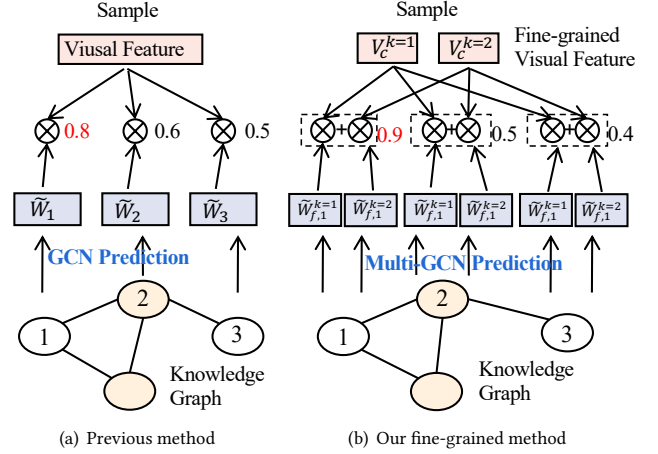 Sample
Viusal Feature
0.8
0.6
0.5
W̃₁
W̃₂
W̃₃
GCN Prediction
1
2
3
Knowledge
Graph
(a) Previous method
Sample
V_c^{k=1}
V_c^{k=2}
Fine-grained
Visual Feature
+
0.9
+
0.5
+
0.4
W̃_{f,1}^{k=1}
W̃_{f,1}^{k=2}
W̃_{f,1}^{k=1}
W̃_{f,1}^{k=2}
W̃_{f,1}^{k=1}
W̃_{f,1}^{k=2}
Multi-GCN Prediction
1
2
3
Knowledge
Graph
(b) Our fine-grained method